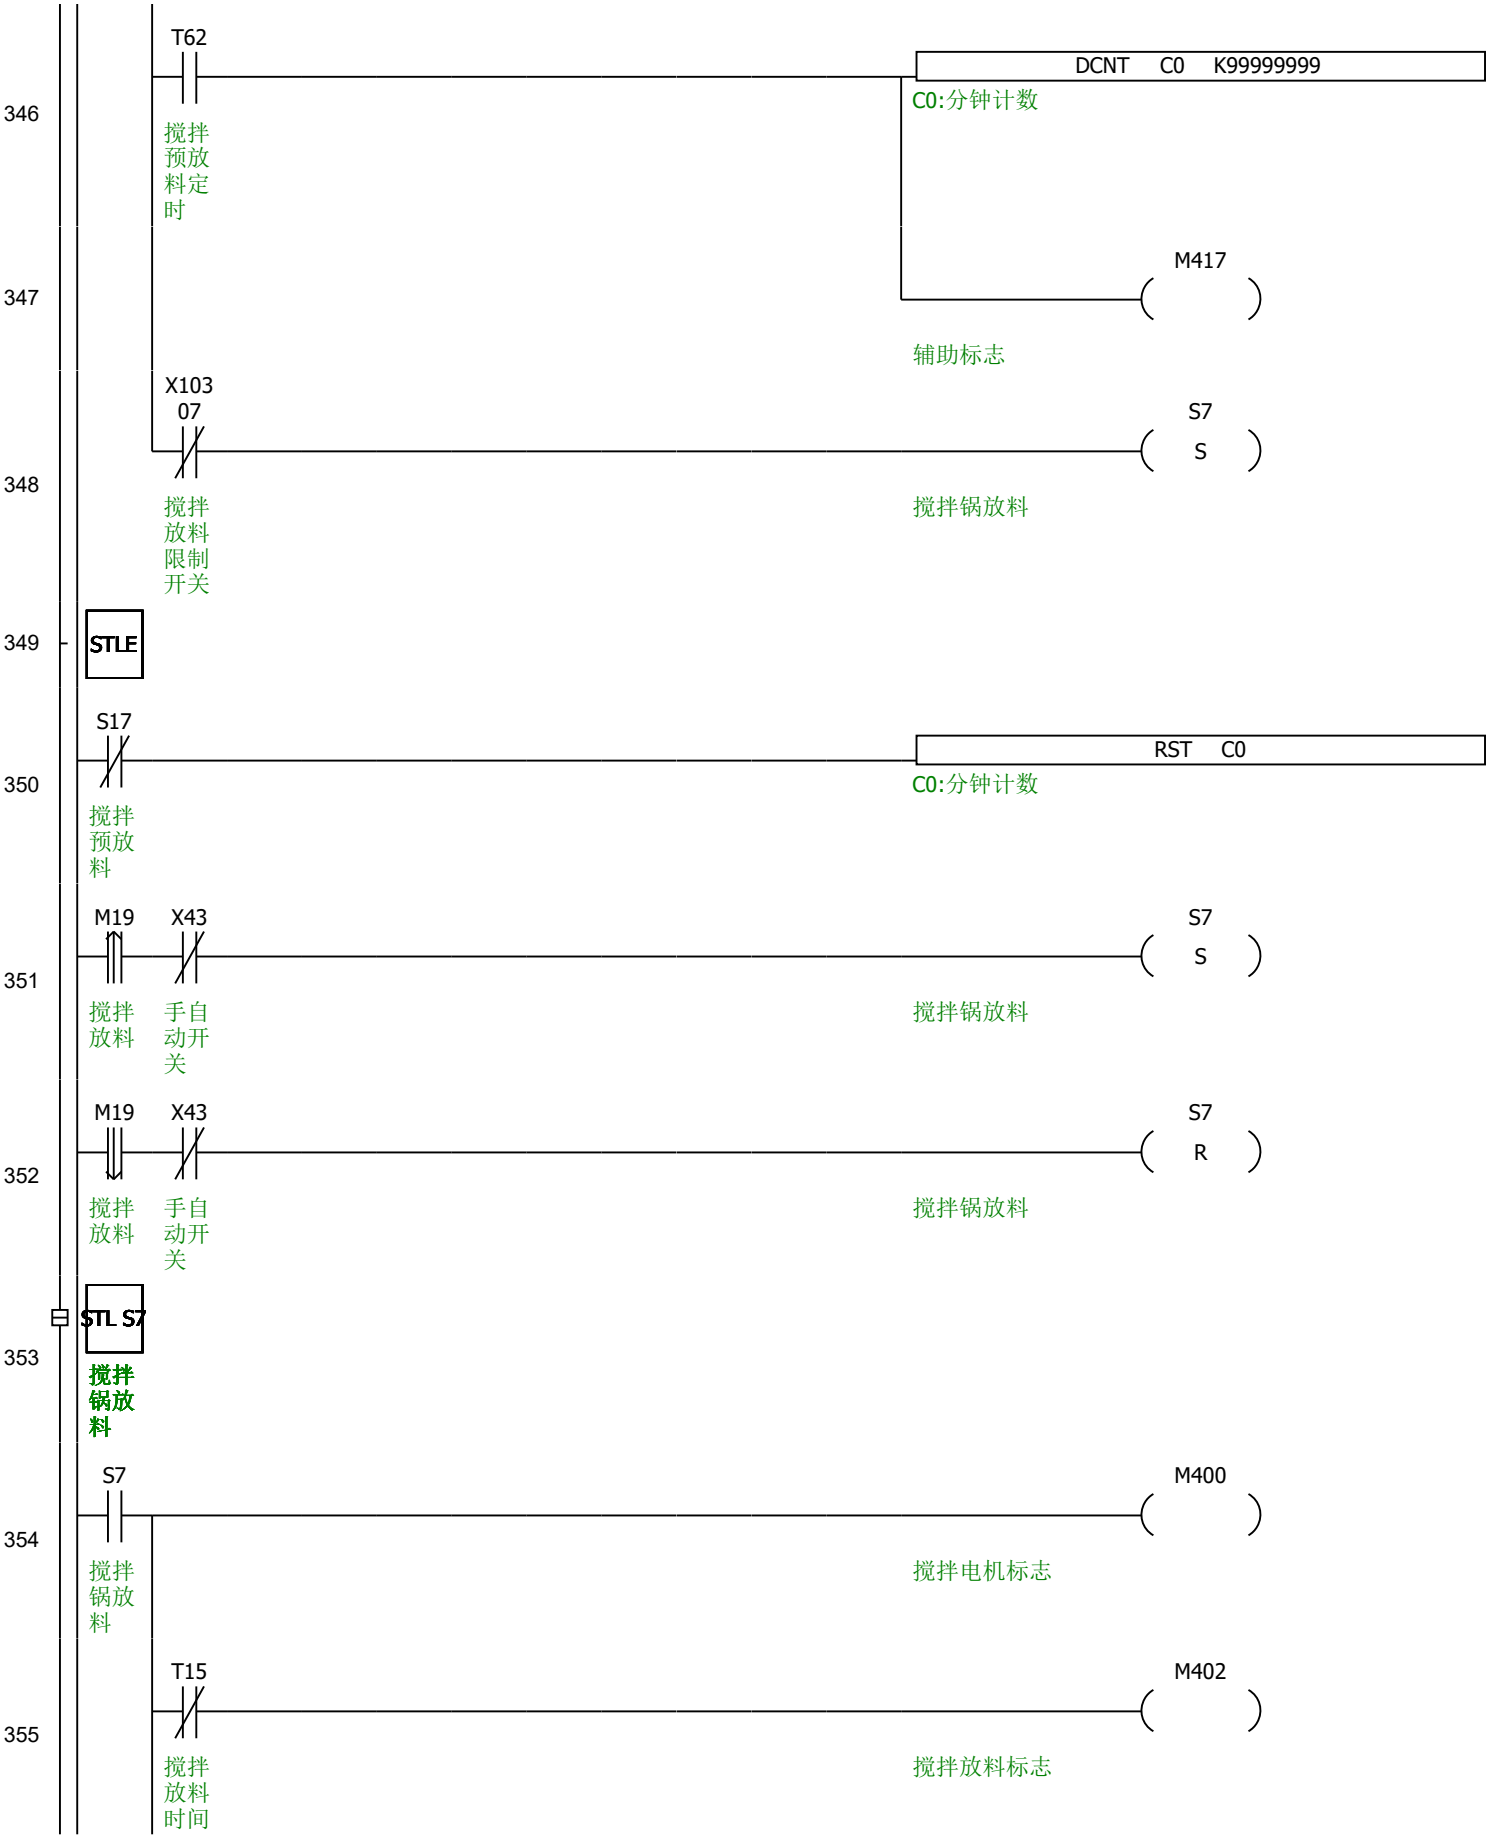 T62
DCNT C0 K99999999
346
C0:分钟计数
搅拌
预放
料定
时
M417
347
辅助标志
X103
07
S7
S
348
搅拌
放料
限制
开关
搅拌锅放料
349
STLE
S17
RST C0
350
C0:分钟计数
搅拌
预放
料
M19 X43
S7
S
351
搅拌
放料
手自
动开
关
搅拌锅放料
M19 X43
S7
R
352
搅拌
放料
手自
动开
关
搅拌锅放料
STL S7
353
搅拌
锅放
料
S7
M400
354
搅拌
锅放
料
搅拌电机标志
T15
M402
355
搅拌
放料
时间
搅拌放料标志